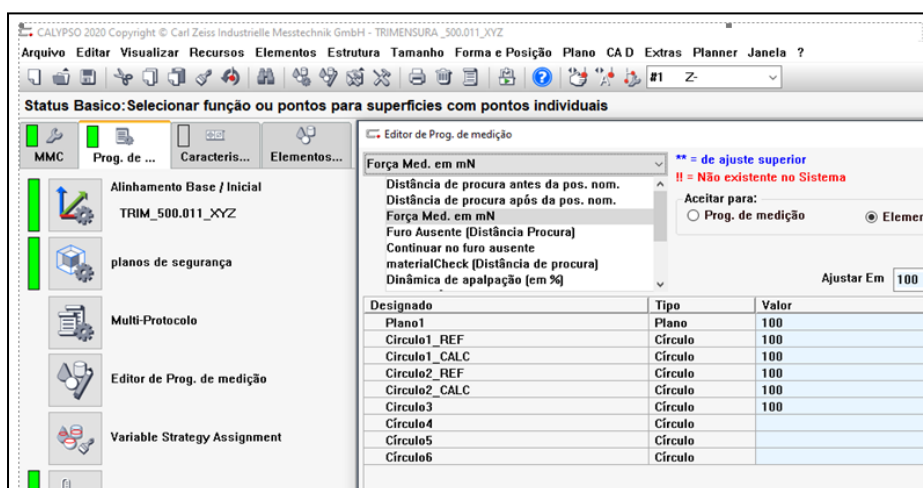 CALYPSO 2020 Copyright © Carl Zeiss Industrielle Messtechnik GmbH - TRIMENSURA _500.011_XYZ
Arquivo Editar Visualizar Recursos Elementos Estrutura Tamanho Forma e Posição Plano CAD Extras Planner Janela ?
#1 Z-
Status Basico:Selecionar função ou pontos para superficies com pontos individuais
MMC
Prog. de ...
Caracteris...
Elementos...
Alinhamento Base / Inicial
TRIM_500.011_XYZ
planos de segurança
Multi-Protocolo
Editor de Prog. de medição
Variable Strategy Assignment
Editor de Prog. de medição
Força Med. em mN
Distância de procura antes da pos. nom.
Distância de procura após da pos. nom.
Força Med. em mN
Furo Ausente (Distância Procura)
Continuar no furo ausente
materialCheck (Distância de procura)
Dinâmica de apalpação (em %)
** = de ajuste superior
!! = Não existente no Sistema
Aceitar para:
Prog. de medição
Elemen
Ajustar Em 100
Designado Tipo Valor
Plano1 Plano 100
Circulo1_REF Círculo 100
Circulo1_CALC Círculo 100
Circulo2_REF Círculo 100
Circulo2_CALC Círculo 100
Circulo3 Círculo 100
Círculo4 Círculo
Círculo5 Círculo
Círculo6 Círculo